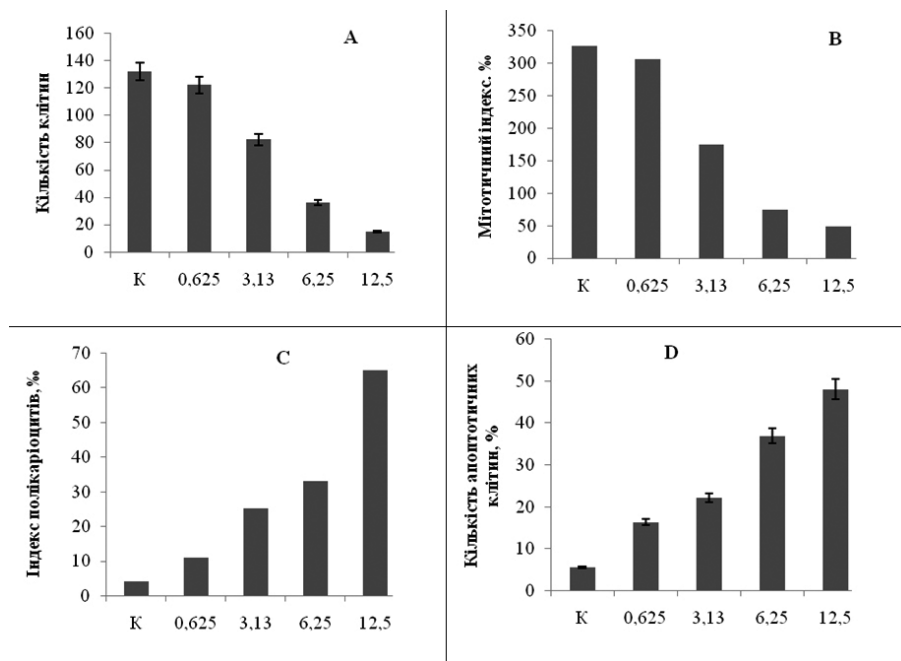 A
Кількість клітин
160
140
120
100
80
60
40
20
0
К 0,625 3,13 6,25 12,5
B
Мітотичний індекс. ‰
350
300
250
200
150
100
50
0
К 0,625 3,13 6,25 12,5
C
Індекс полікаріоцитів,‰
70
60
50
40
30
20
10
0
К 0,625 3,13 6,25 12,5
D
Кількість апоптотичних
клітин, %
60
50
40
30
20
10
0
К 0,625 3,13 6,25 12,5